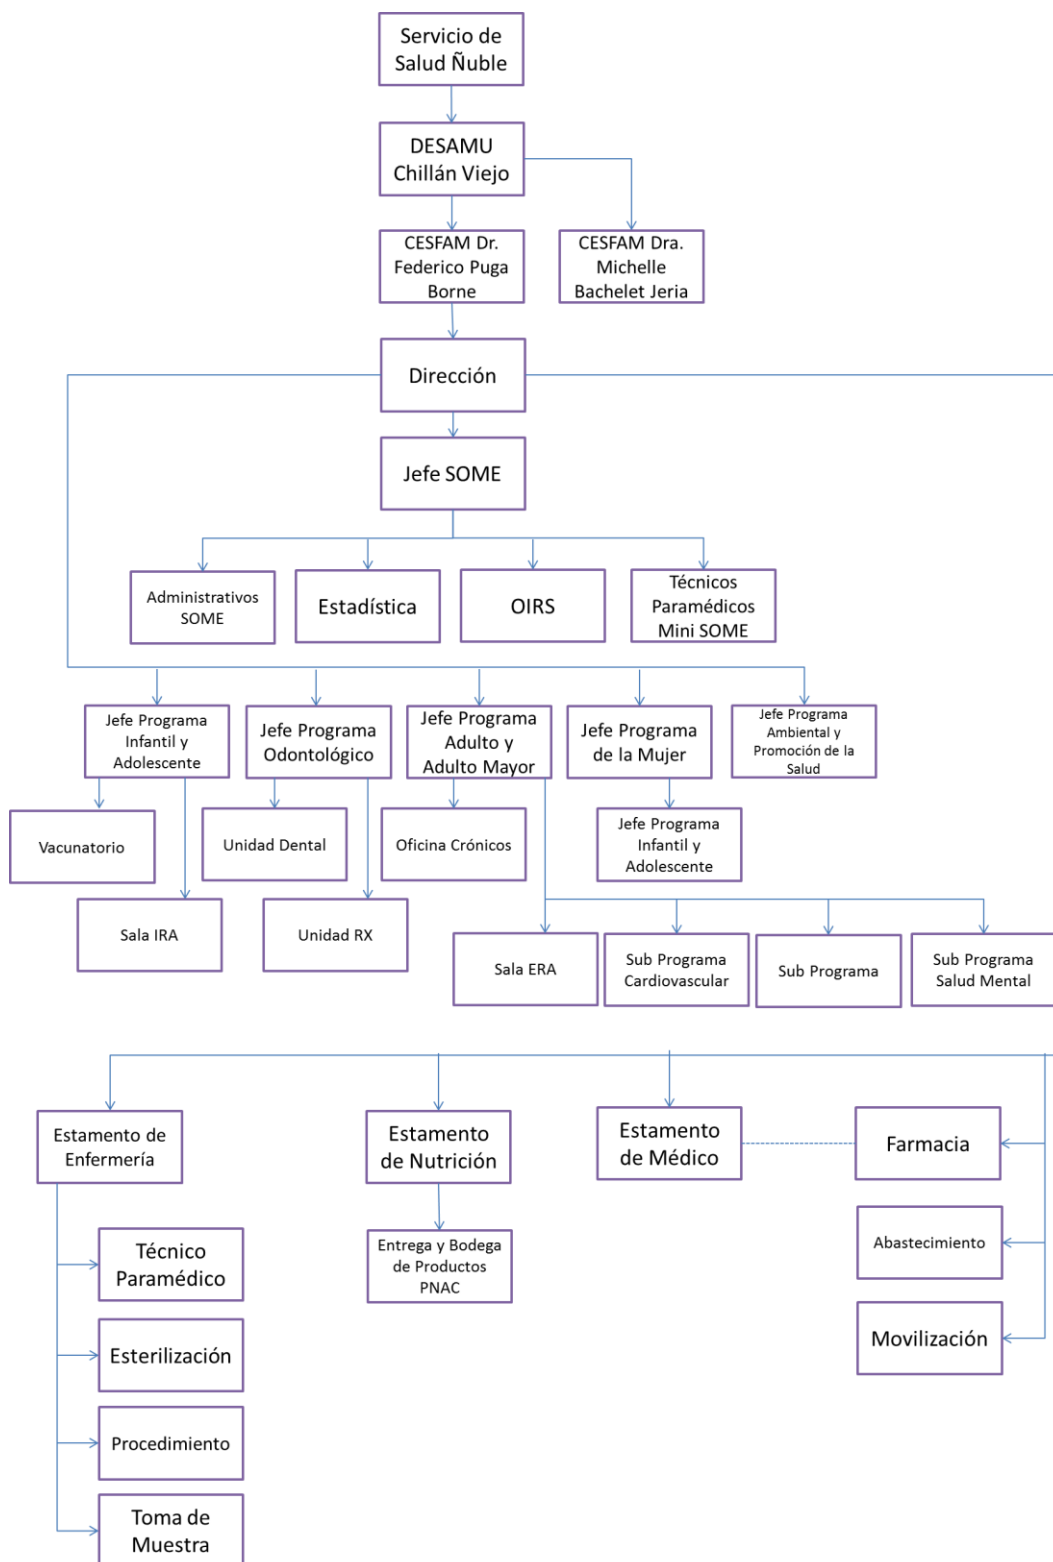 Servicio de
Salud Ñuble
DESAMU
Chillán Viejo
CESFAM Dr.
Federico Puga
Borne
CESFAM Dra.
Michelle
Bachelet Jeria
Dirección
Jefe SOME
Administrativos
SOME
Estadística
OIRS
Técnicos
Paramédicos
Mini SOME
Jefe Programa
Infantil y
Adolescente
Jefe Programa
Odontológico
Jefe Programa
Adulto y
Adulto Mayor
Jefe Programa
de la Mujer
Jefe Programa
Ambiental y
Promoción de la
Salud
Vacunatorio
Unidad Dental
Oficina Crónicos
Jefe Programa
Infantil y
Adolescente
Sala IRA
Unidad RX
Sala ERA
Sub Programa
Cardiovascular
Sub Programa
Sub Programa
Salud Mental
Estamento de
Enfermería
Estamento
de Nutrición
Estamento
de Médico
Farmacia
Técnico
Paramédico
Entrega y Bodega
de Productos
PNAC
Abastecimiento
Esterilización
Movilización
Procedimiento
Toma de
Muestra